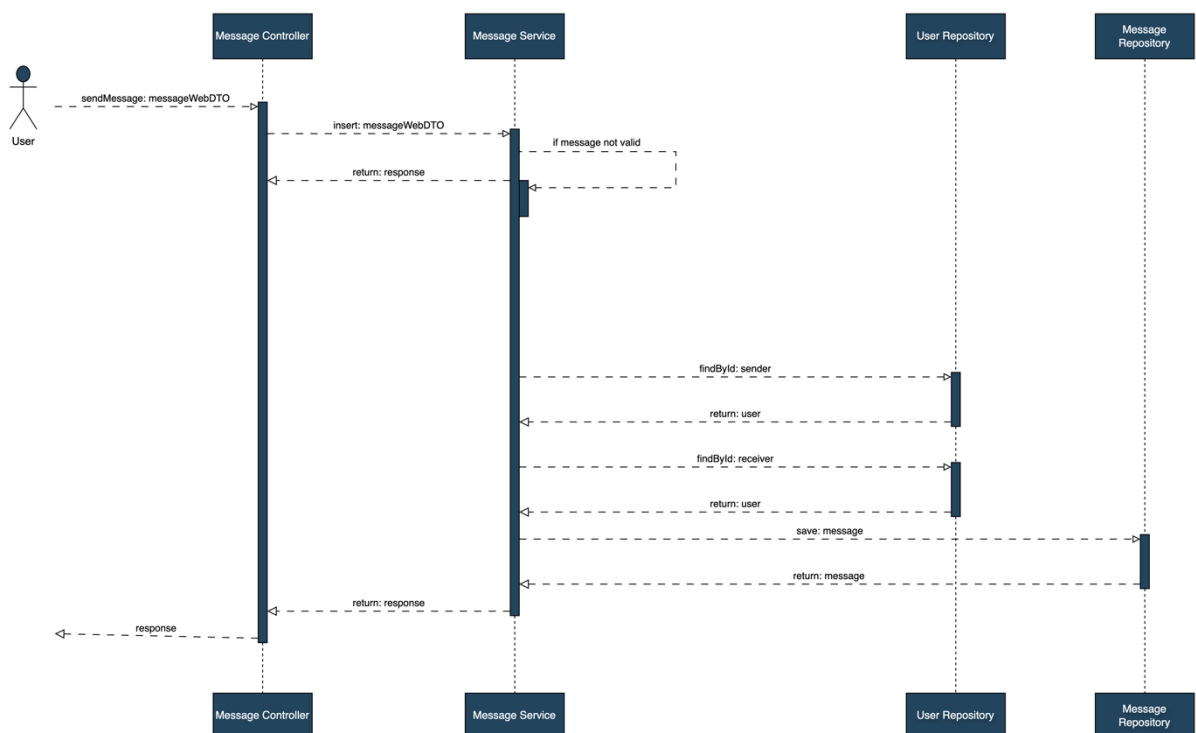 Message Controller
Message Service
User Repository
Message
Repository
User
sendMessage: messageWebDTO
insert: messageWebDTO
if message not valid
return: response
findById: sender
return: user
findById: receiver
return: user
save: message
return: message
return: response
response
Message Controller
Message Service
User Repository
Message
Repository